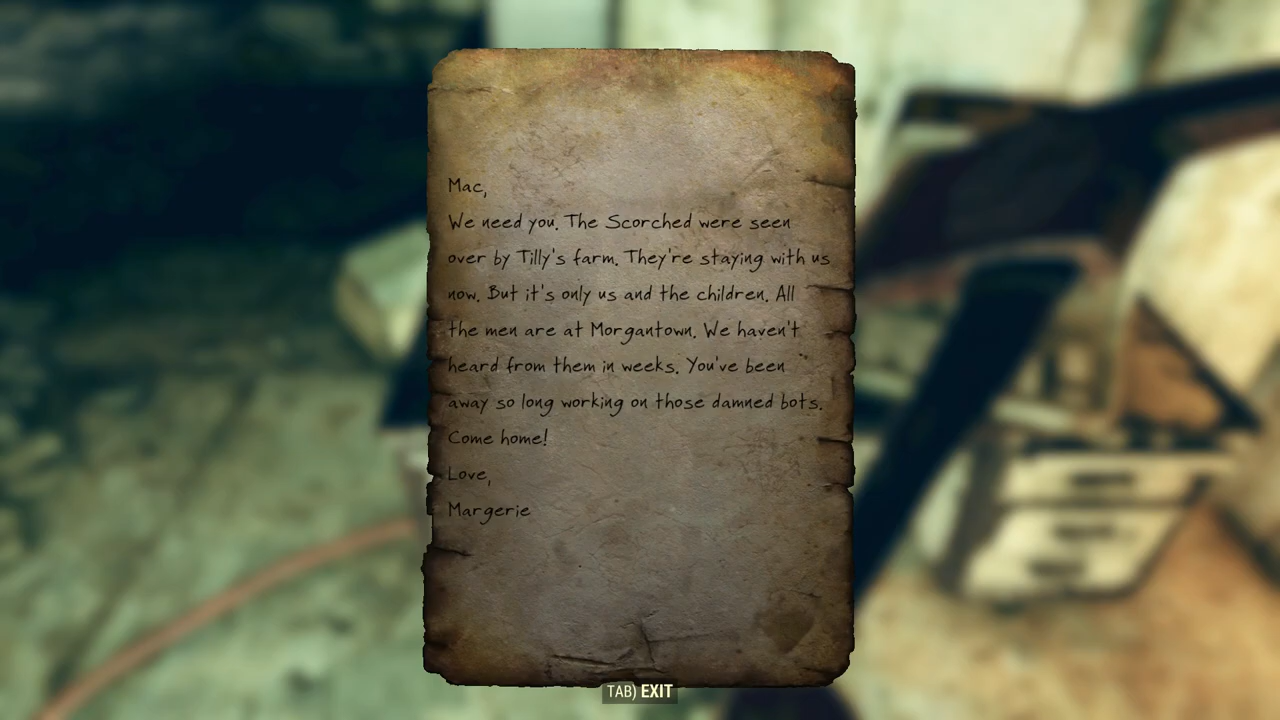 Mac,
We need you. The Scorched were seen
over by Tilly's farm. They're staying with us
now. But it's only us and the children. All
the men are at Morgantown. We haven't
heard from them in weeks. You've been
away so long working on those damned bots.
Come home!
Love,
Margerie
TAB) EXIT